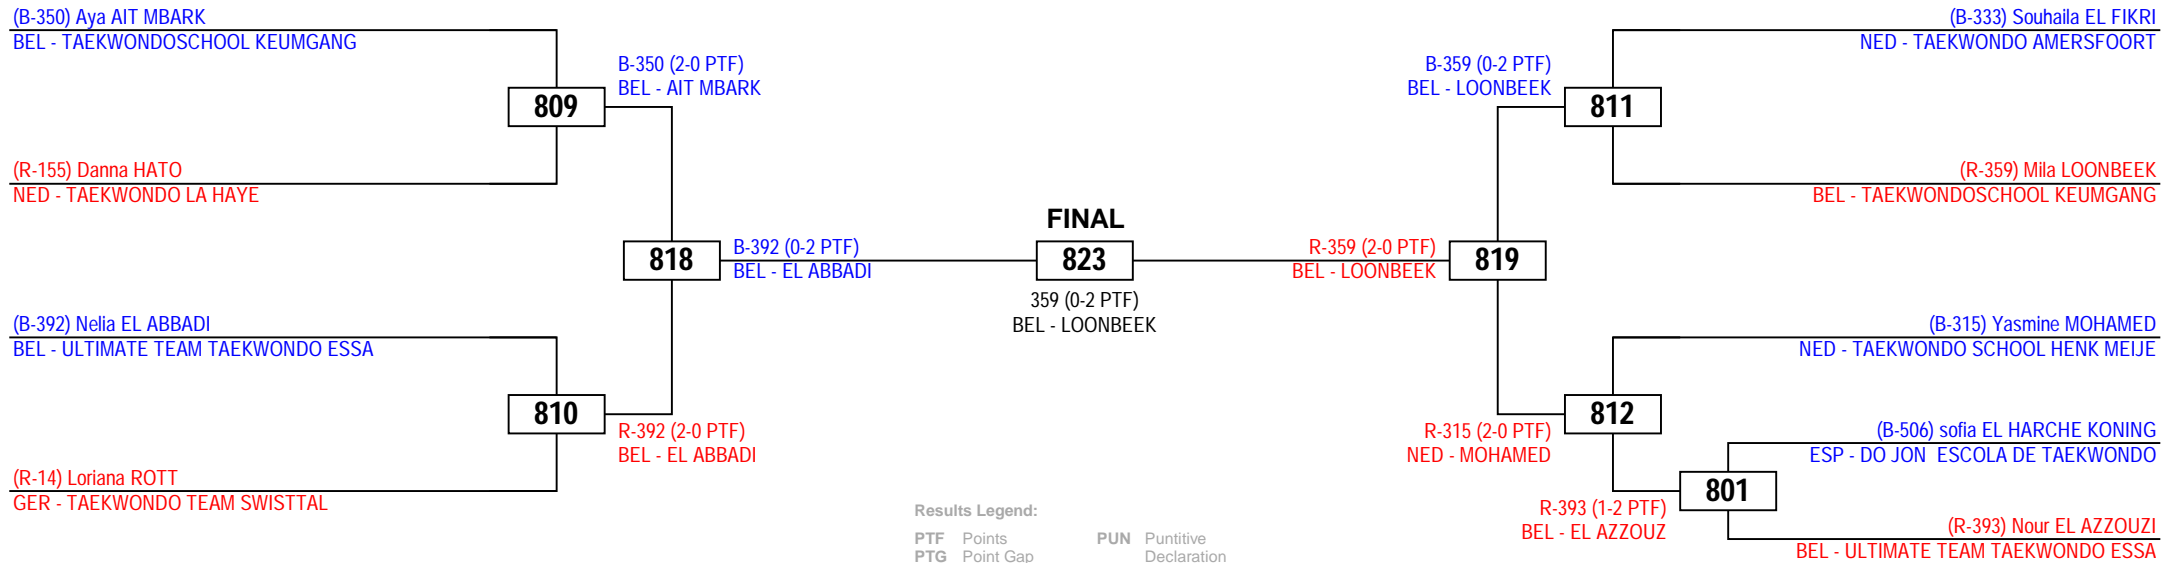 (B-350) Aya AIT MBARK
BEL - TAEKWONDOSCHOOL KEUMGANG
B-350 (2-0 PTF)
BEL - AIT MBARK
809
(R-155) Danna HATO
NED - TAEKWONDO LA HAYE
818
B-392 (0-2 PTF)
BEL - EL ABBADI
(B-392) Nelia EL ABBADI
BEL - ULTIMATE TEAM TAEKWONDO ESSA
810
R-392 (2-0 PTF)
BEL - EL ABBADI
(R-14) Loriana ROTT
GER - TAEKWONDO TEAM SWISTTAL
FINAL
823
359 (0-2 PTF)
BEL - LOONBEEK
(B-333) Souhaila EL FIKRI
NED - TAEKWONDO AMERSFOORT
B-359 (0-2 PTF)
BEL - LOONBEEK
811
(R-359) Mila LOONBEEK
BEL - TAEKWONDOSCHOOL KEUMGANG
R-359 (2-0 PTF)
BEL - LOONBEEK
819
(B-315) Yasmine MOHAMED
NED - TAEKWONDO SCHOOL HENK MEIJE
812
R-315 (2-0 PTF)
NED - MOHAMED
(B-506) sofia EL HARCHE KONING
ESP - DO JON ESCOLA DE TAEKWONDO
801
R-393 (1-2 PTF)
BEL - EL AZZOUZ
(R-393) Nour EL AZZOUZI
BEL - ULTIMATE TEAM TAEKWONDO ESSA
Results Legend:
PTF Points
PTG Point Gap
PUN Puntitive
Declaration